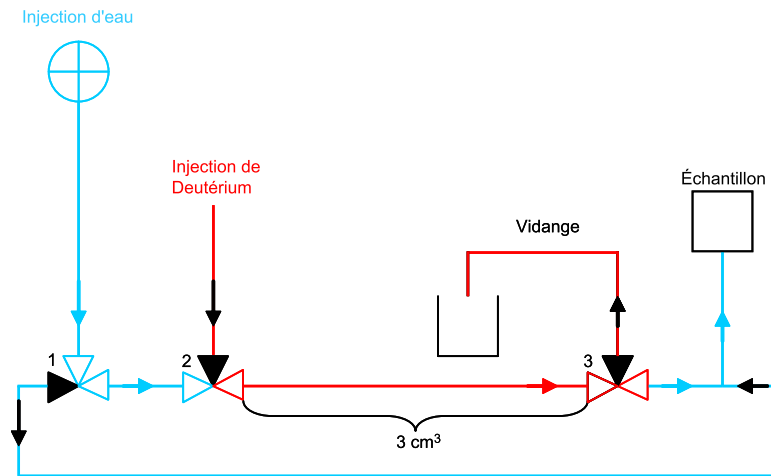 Injection d'eau
Injection de
Deutérium
Échantillon
Vidange
1
2
3
3 cm³